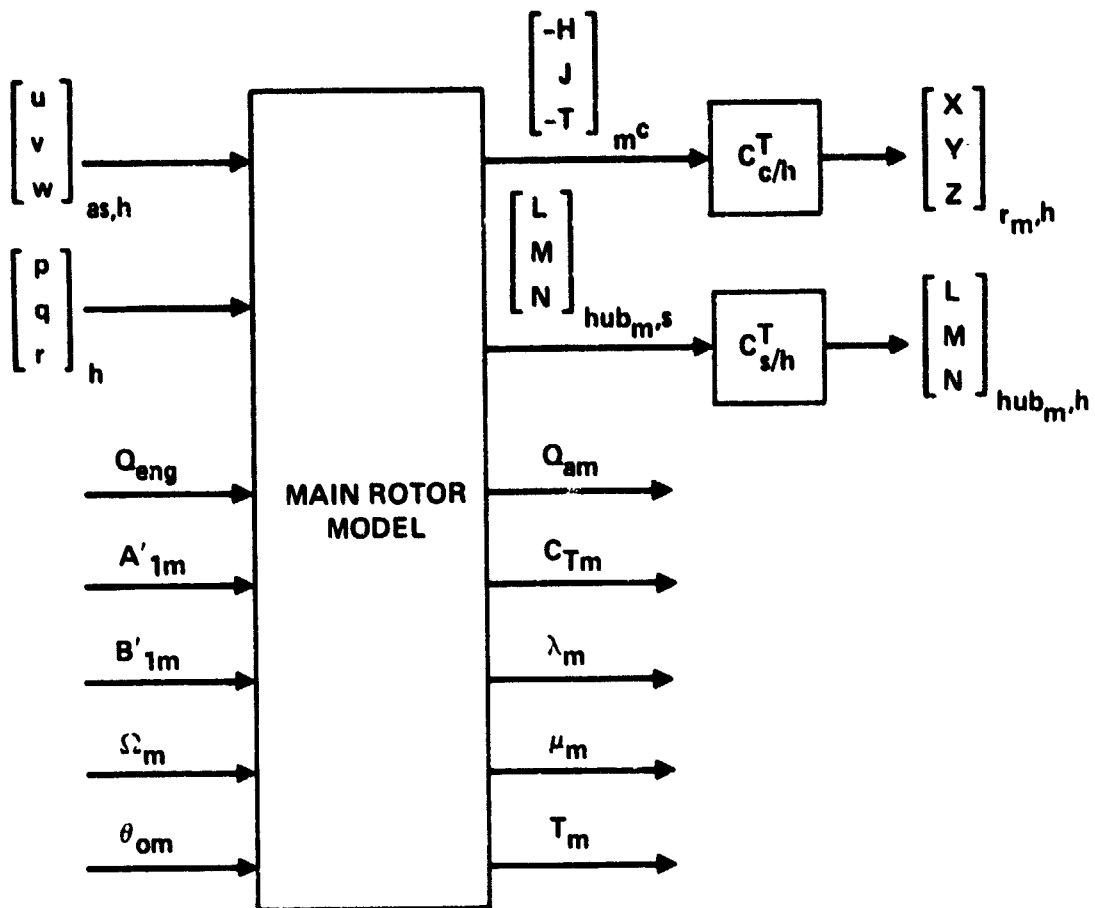 [u v w] as,h
[p q r] h
Q_eng
A'_1m
B'_1m
Ω_m
θ_om
MAIN ROTOR
MODEL
[-H J -T] m^c
C^T_c/h
[X Y Z] r_m,h
[L M N] hub_m,s
C^T_s/h
[L M N] hub_m,h
Q_am
C_Tm
λ_m
μ_m
T_m